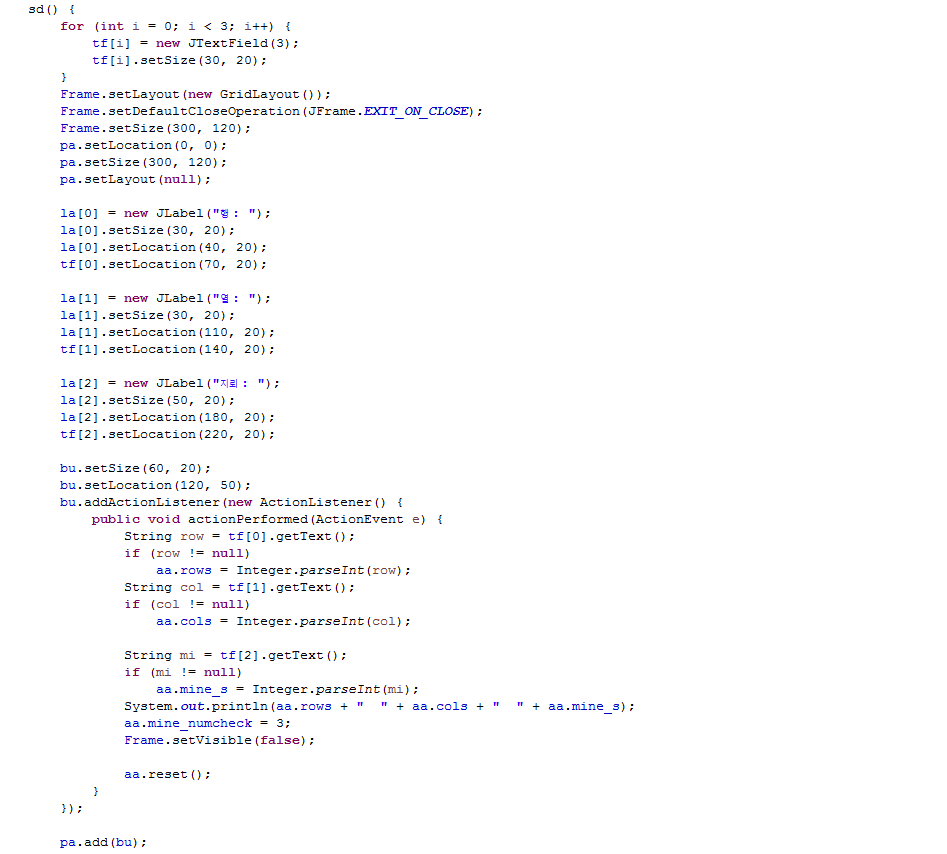 sd() {
for (int i = 0; i < 3; i++) {
tf[i] = new JTextField(3);
tf[i].setSize(30, 20);
}
Frame.setLayout(new GridLayout());
Frame.setDefaultCloseOperation(JFrame.EXIT_ON_CLOSE);
Frame.setSize(300, 120);
pa.setLocation(0, 0);
pa.setSize(300, 120);
pa.setLayout(null);
la[0] = new JLabel("행 : ");
la[0].setSize(30, 20);
la[0].setLocation(40, 20);
tf[0].setLocation(70, 20);
la[1] = new JLabel("열 : ");
la[1].setSize(30, 20);
la[1].setLocation(110, 20);
tf[1].setLocation(140, 20);
la[2] = new JLabel("지뢰 : ");
la[2].setSize(50, 20);
la[2].setLocation(180, 20);
tf[2].setLocation(220, 20);
bu.setSize(60, 20);
bu.setLocation(120, 50);
bu.addActionListener(new ActionListener() {
public void actionPerformed(ActionEvent e) {
String row = tf[0].getText();
if (row != null)
aa.rows = Integer.parseInt(row);
String col = tf[1].getText();
if (col != null)
aa.cols = Integer.parseInt(col);
String mi = tf[2].getText();
if (mi != null)
aa.mine_s = Integer.parseInt(mi);
System.out.println(aa.rows + "  " + aa.cols + "  " + aa.mine_s);
aa.mine_numcheck = 3;
Frame.setVisible(false);
aa.reset();
}
});
pa.add(bu);